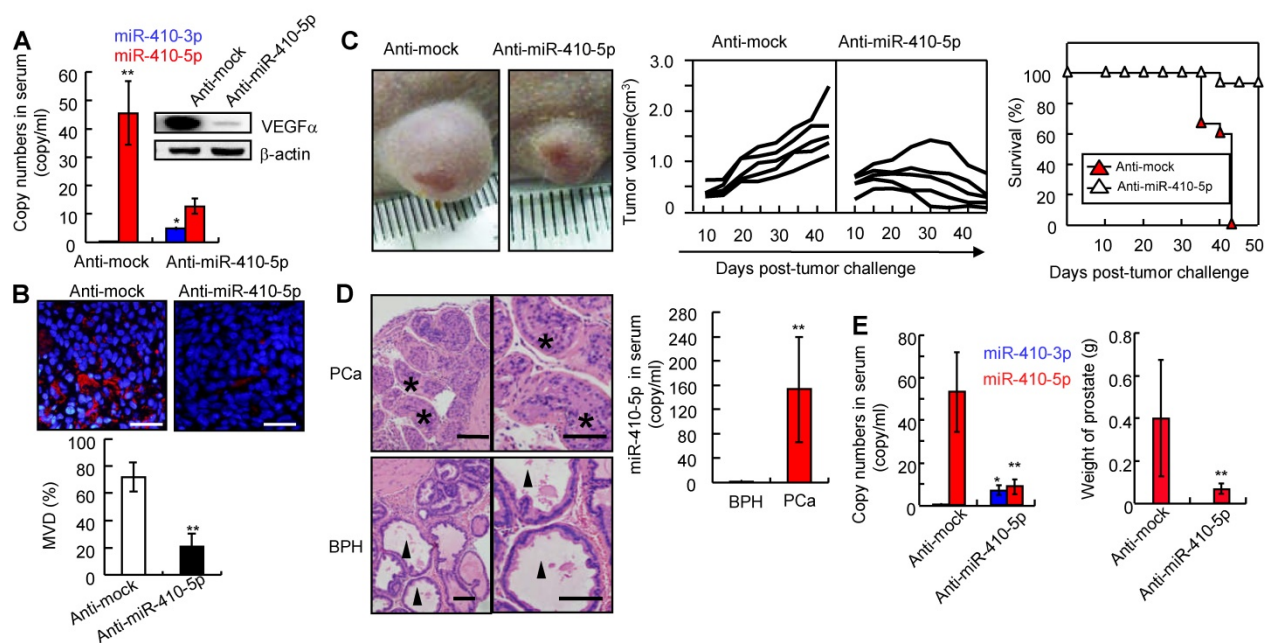 A
miR-410-3p
miR-410-5p
Anti-mock
Anti-miR-410-5p
VEGFα
β-actin
**
*
Copy numbers in serum
(copy/ml)
60
50
40
30
20
10
0
Anti-mock
Anti-miR-410-5p
B
Anti-mock
Anti-miR-410-5p
MVD (%)
100
80
60
40
20
0
**
Anti-mock
Anti-miR-410-5p
C
Anti-mock
Anti-miR-410-5p
Tumor volume(cm³)
3.0
2.0
1.0
0
Anti-mock
Anti-miR-410-5p
10 20 30 40
10 20 30 40
Days post-tumor challenge
Survival (%)
100
80
60
40
20
0
Anti-mock
Anti-miR-410-5p
10 20 30 40 50
Days post-tumor challenge
D
PCa
*
*
*
*
BPH
miR-410-5p in serum
(copy/ml)
280
240
200
160
120
80
40
0
**
BPH
PCa
E
Copy numbers in serum
(copy/ml)
80
60
40
20
0
miR-410-3p
miR-410-5p
*
**
Anti-mock
Anti-miR-410-5p
Weight of prostate (g)
0.8
0.6
0.4
0.2
0
**
Anti-mock
Anti-miR-410-5p